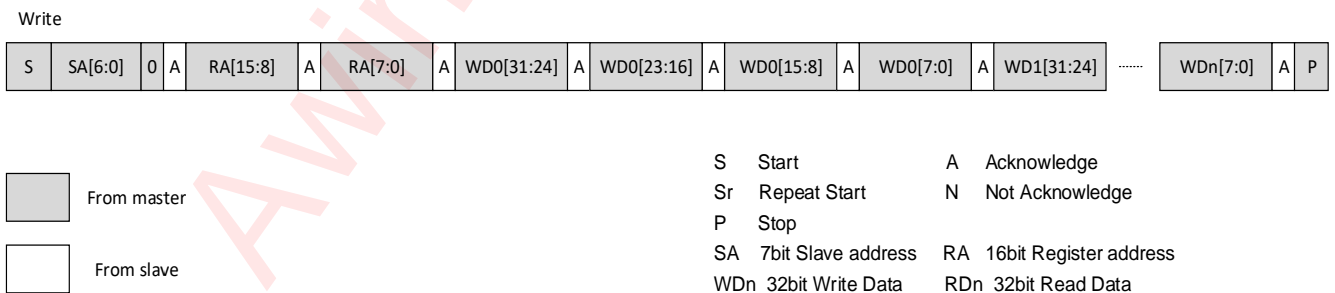 Write
S SA[6:0] 0 A RA[15:8] A RA[7:0] A WD0[31:24] A WD0[23:16] A WD0[15:8] A WD0[7:0] A WD1[31:24] ······· WDn[7:0] A P
S Start A Acknowledge
From master Sr Repeat Start N Not Acknowledge
P Stop
SA 7bit Slave address RA 16bit Register address
From slave WDn 32bit Write Data RDn 32bit Read Data